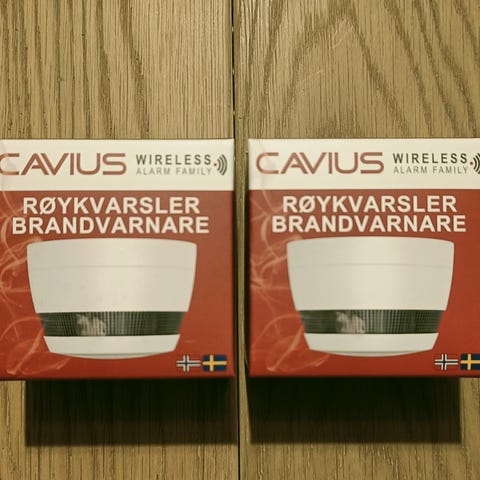 CAVIUS WIRELESS
ALARM FAMILY
RØYKVARSLER
BRANDVARNARE
CAVIUS WIRELESS
ALARM FAMILY
RØYKVARSLER
BRANDVARNARE